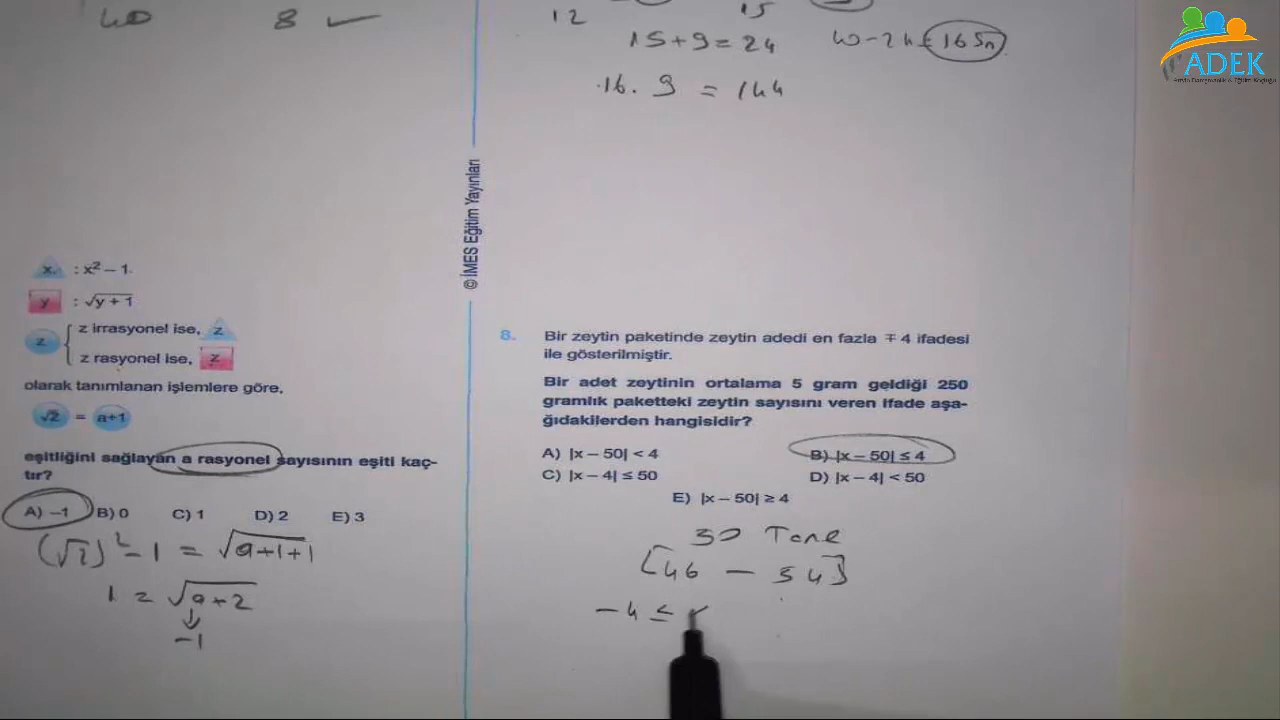 40 8 ✓
12 15
15+9=24 40-24=16 Sn
16. 9 = 144
ADEK
© İMES Eğitim Yayınları
x : x² – 1
y : √y + 1
z { z irrasyonel ise, z
z rasyonel ise, z
olarak tanımlanan işlemlere göre,
√2 = a+1
eşitliğini sağlayan a rasyonel sayısının eşiti kaç-
tır?
A) –1 B) 0 C) 1 D) 2 E) 3
(√2)² - 1 = √a+1+1
1 = √a+2
-1
8. Bir zeytin paketinde zeytin adedi en fazla ∓ 4 ifadesi
ile gösterilmiştir.
Bir adet zeytinin ortalama 5 gram geldiği 250
gramlık paketteki zeytin sayısını veren ifade aşa-
ğıdakilerden hangisidir?
A) |x – 50| < 4 B) |x – 50| ≤ 4
C) |x – 4| ≤ 50 D) |x – 4| < 50
E) |x – 50| ≥ 4
50 Tane
[46 - 54]
-4 ≤